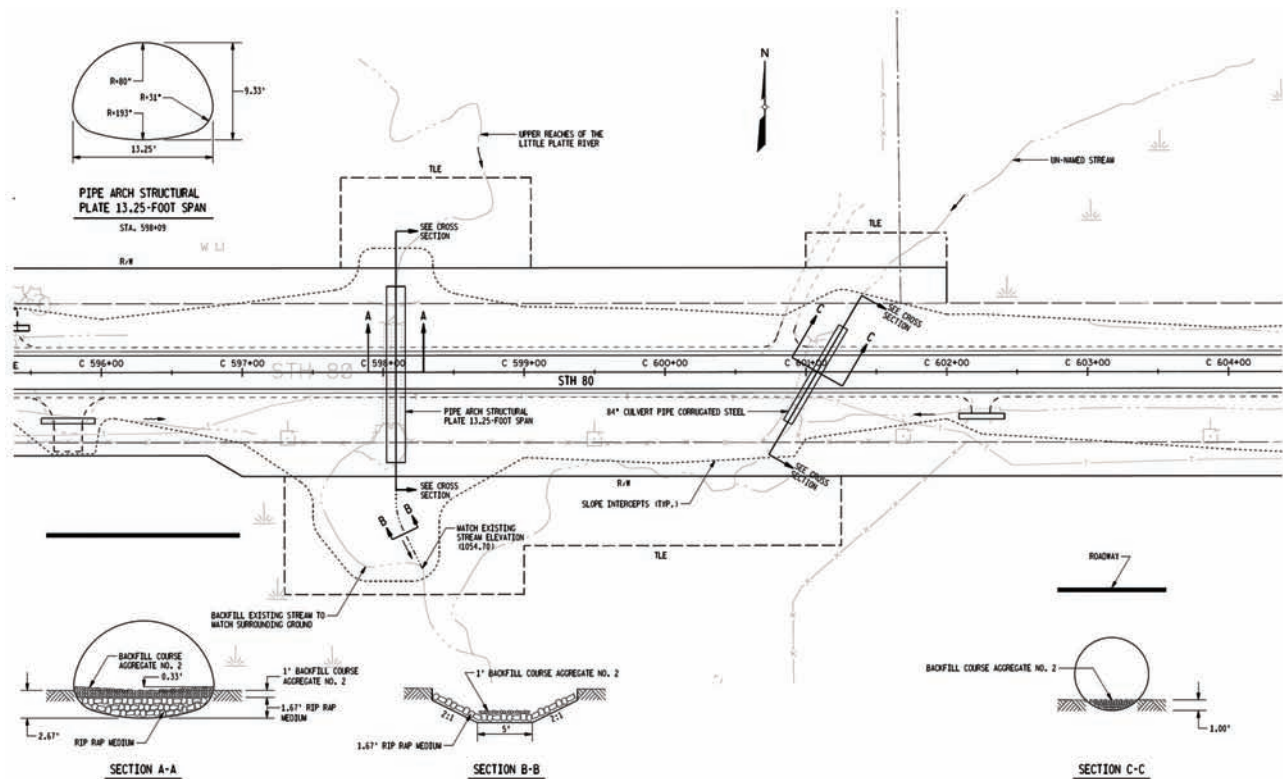 R=80"
R=31"
R=193"
9.33'
13.25'
PIPE ARCH STRUCTURAL
PLATE 13.25-FOOT SPAN
STA. 598+09
N
UPPER REACHES OF THE
LITTLE PLATTE RIVER
UN-NAMED STREAM
TLE
TLE
SEE CROSS
SECTION
R/W
W
A
A
C
C
SEE CROSS
SECTION
E
C 596+00
C 597+00
C 598+00
C 599+00
C 600+00
C 601+00
C 602+00
C 603+00
C 604+00
STH 80
STH 80
PIPE ARCH STRUCTURAL
PLATE 13.25-FOOT SPAN
84" CULVERT PIPE CORRUGATED STEEL
SEE CROSS
SECTION
SEE CROSS
SECTION
R/W
SLOPE INTERCEPTS (TYP.)
B
B
MATCH EXISTING
STREAM ELEVATION
(1054.70)
TLE
ROADWAY
BACKFILL EXISTING STREAM TO
MATCH SURROUNDING GROUND
BACKFILL COURSE
AGGREGATE NO. 2
0.33'
1' BACKFILL COURSE
AGGREGATE NO. 2
1.67' RIP RAP
MEDIUM
2.67'
RIP RAP MEDIUM
SECTION A-A
1' BACKFILL COURSE AGGREGATE NO. 2
2:1
2:1
5'
1.67' RIP RAP MEDIUM
SECTION B-B
BACKFILL COURSE AGGREGATE NO. 2
1.00'
SECTION C-C